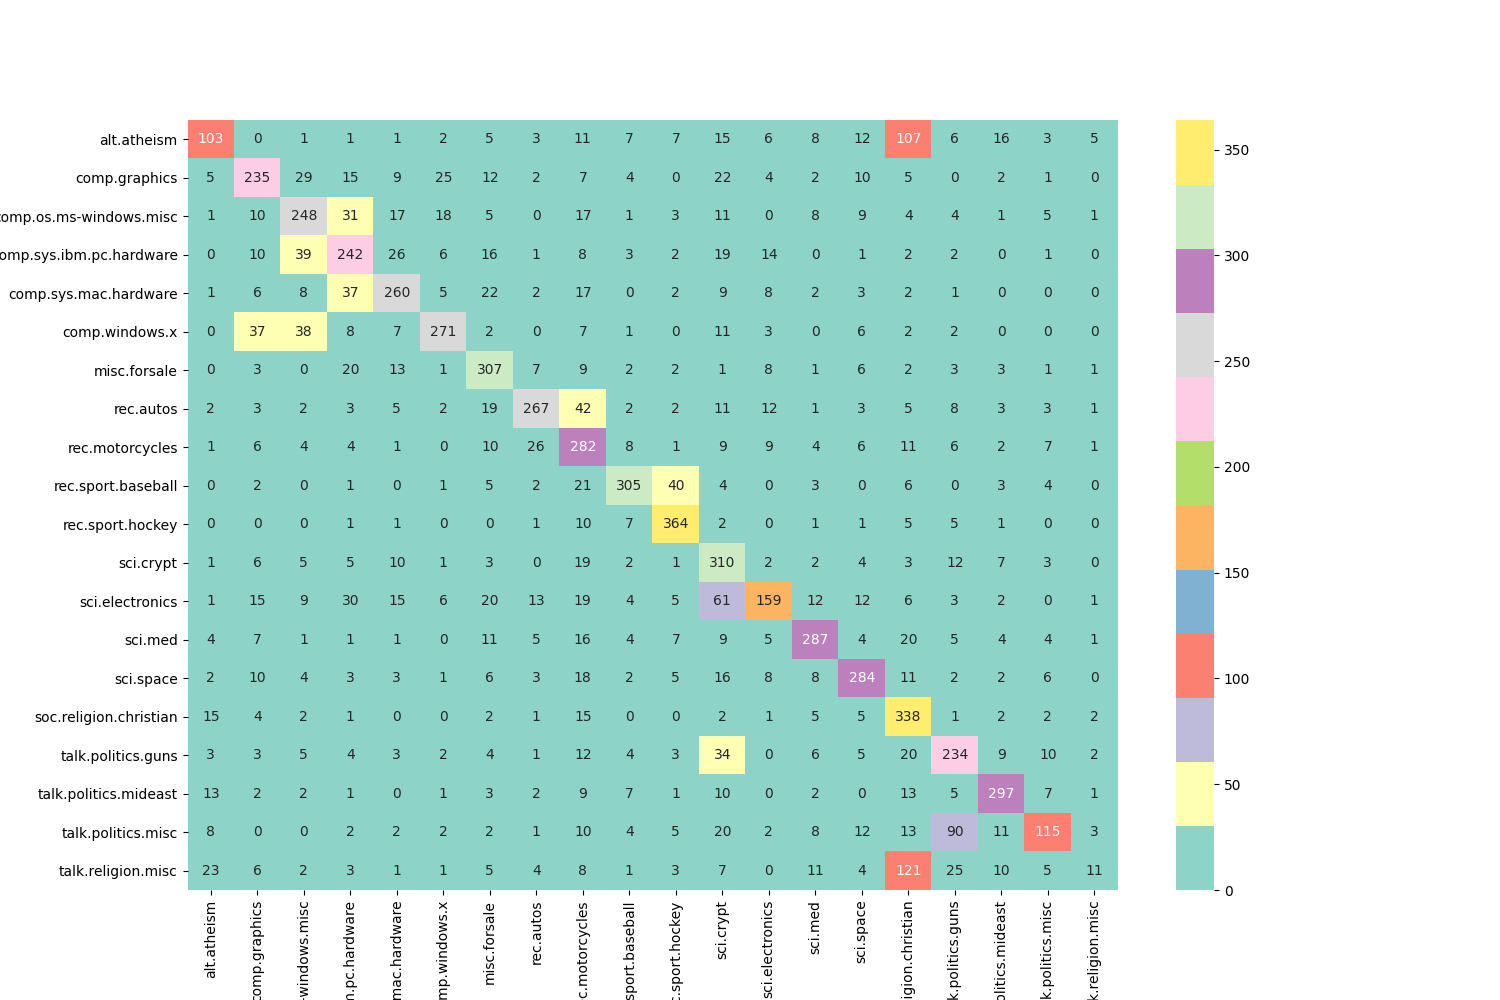 alt.atheism 103 0 1 1 1 2 5 3 11 7 7 15 6 8 12 107 6 16 3 5
comp.graphics 5 235 29 15 9 25 12 2 7 4 0 22 4 2 10 5 0 2 1 0
comp.os.ms-windows.misc 1 10 248 31 17 18 5 0 17 1 3 11 0 8 9 4 4 1 5 1
omp.sys.ibm.pc.hardware 0 10 39 242 26 6 16 1 8 3 2 19 14 0 1 2 2 0 1 0
comp.sys.mac.hardware 1 6 8 37 260 5 22 2 17 0 2 9 8 2 3 2 1 0 0 0
comp.windows.x 0 37 38 8 7 271 2 0 7 1 0 11 3 0 6 2 2 0 0 0
misc.forsale 0 3 0 20 13 1 307 7 9 2 2 1 8 1 6 2 3 3 1 1
rec.autos 2 3 2 3 5 2 19 267 42 2 2 11 12 1 3 5 8 3 3 1
rec.motorcycles 1 6 4 4 1 0 10 26 282 8 1 9 9 4 6 11 6 2 7 1
rec.sport.baseball 0 2 0 1 0 1 5 2 21 305 40 4 0 3 0 6 0 3 4 0
rec.sport.hockey 0 0 0 1 1 0 0 1 10 7 364 2 0 1 1 5 5 1 0 0
sci.crypt 1 6 5 5 10 1 3 0 19 2 1 310 2 2 4 3 12 7 3 0
sci.electronics 1 15 9 30 15 6 20 13 19 4 5 61 159 12 12 6 3 2 0 1
sci.med 4 7 1 1 1 0 11 5 16 4 7 9 5 287 4 20 5 4 4 1
sci.space 2 10 4 3 3 1 6 3 18 2 5 16 8 8 284 11 2 2 6 0
soc.religion.christian 15 4 2 1 0 0 2 1 15 0 0 2 1 5 5 338 1 2 2 2
talk.politics.guns 3 3 5 4 3 2 4 1 12 4 3 34 0 6 5 20 234 9 10 2
talk.politics.mideast 13 2 2 1 0 1 3 2 9 7 1 10 0 2 0 13 5 297 7 1
talk.politics.misc 8 0 0 2 2 2 2 1 10 4 5 20 2 8 12 13 90 11 115 3
talk.religion.misc 23 6 2 3 1 1 5 4 8 1 3 7 0 11 4 121 25 10 5 11
alt.atheism
comp.graphics
-windows.misc
m.pc.hardware
mac.hardware
mp.windows.x
misc.forsale
rec.autos
c.motorcycles
sport.baseball
c.sport.hockey
sci.crypt
sci.electronics
sci.med
sci.space
igion.christian
k.politics.guns
olitics.mideast
k.politics.misc
k.religion.misc
350
300
250
200
150
100
50
0